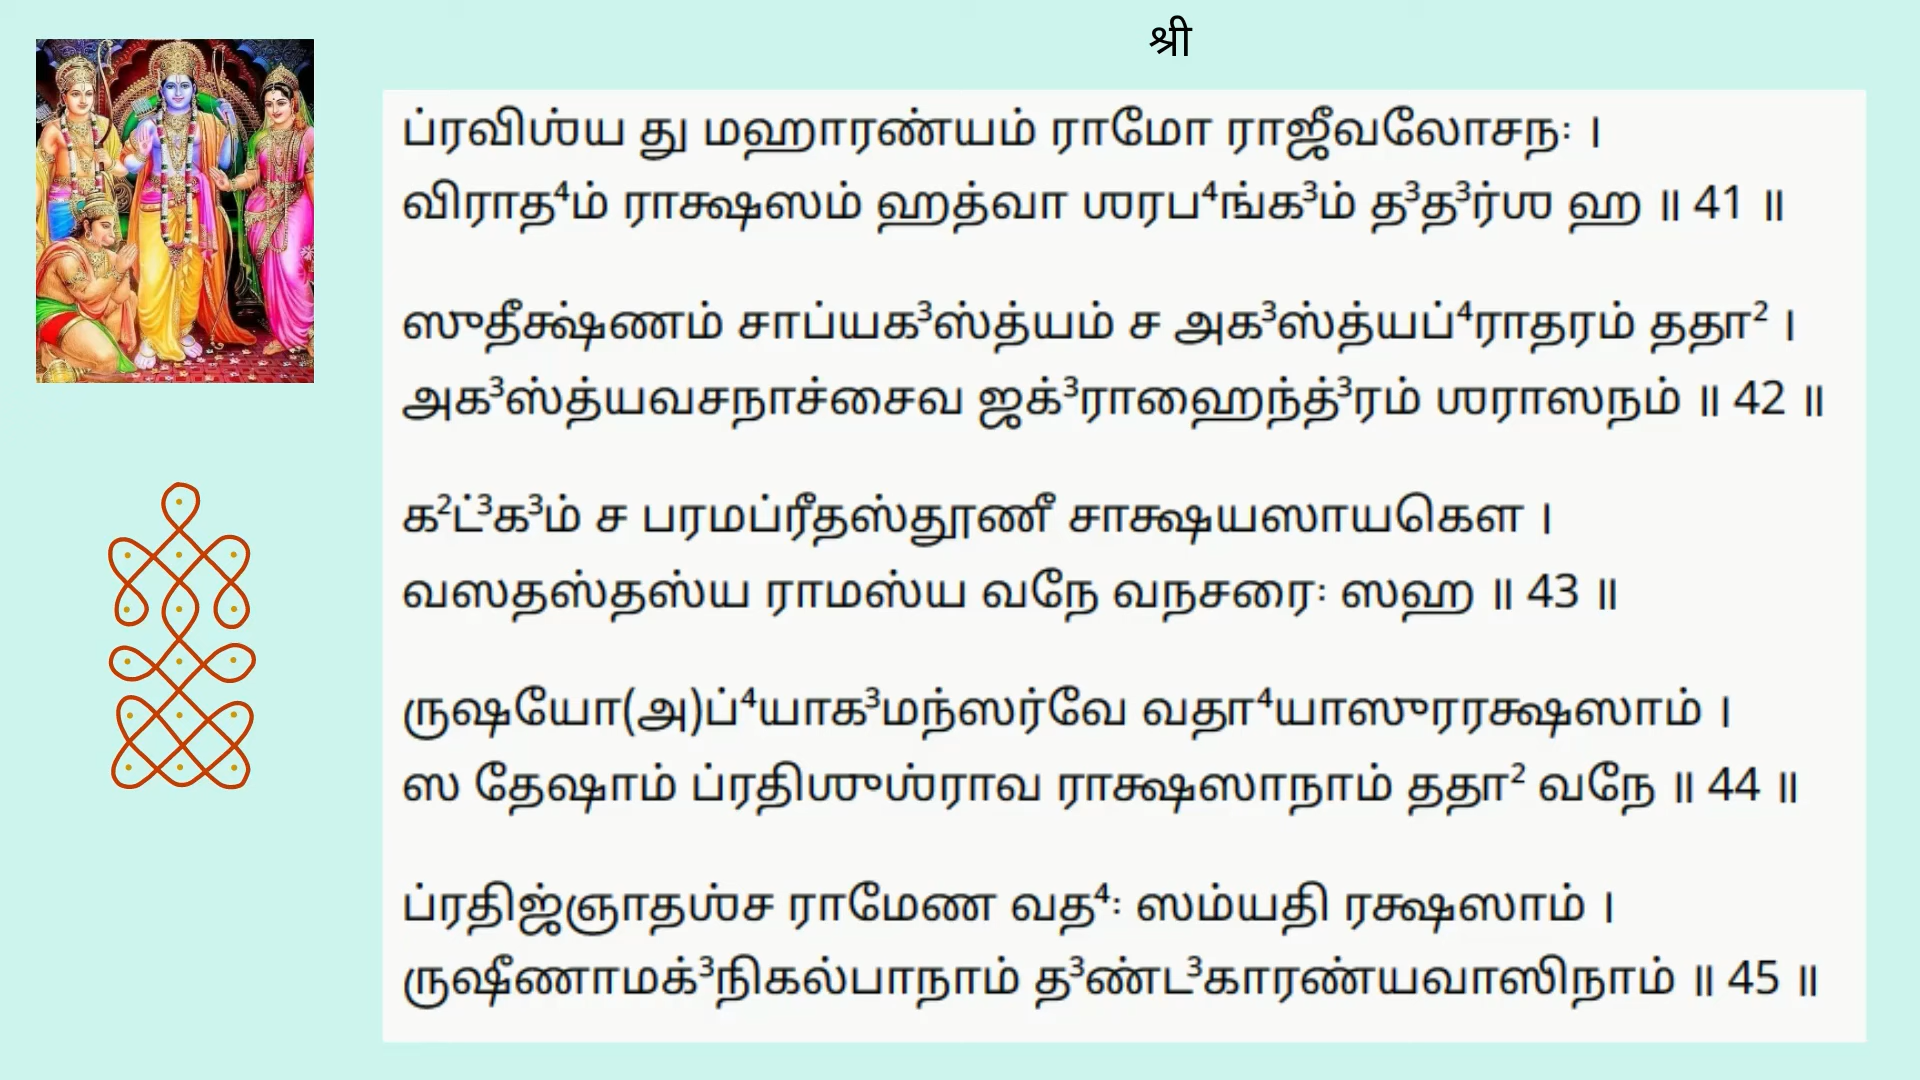 श्री
ப்ரவிஶ்ய து மஹாரண்யம் ராமோ ராஜீவலோசந꞉ ।
விராத⁴ம் ராக்ஷஸம் ஹத்வா ஶரப⁴ங்க³ம் த³த³ர்ஶ ஹ ॥ 41 ॥
ஸுதீக்ஷ்ணம் சாப்யக³ஸ்த்யம் ச அக³ஸ்த்யப்⁴ராதரம் ததா² ।
அக³ஸ்த்யவசநாச்சைவ ஜக்³ராஹைந்த்³ரம் ஶராஸநம் ॥ 42 ॥
க²ட்³க³ம் ச பரமப்ரீதஸ்தூணீ சாக்ஷயஸாயகௌ ।
வஸதஸ்தஸ்ய ராமஸ்ய வநே வநசரை꞉ ஸஹ ॥ 43 ॥
ருஷயோ(அ)ப்⁴யாக³மந்ஸர்வே வதா⁴யாஸுரரக்ஷஸாம் ।
ஸ தேஷாம் ப்ரதிஶுஶ்ராவ ராக்ஷஸாநாம் ததா² வநே ॥ 44 ॥
ப்ரதிஜ்ஞாதஶ்ச ராமேண வத⁴꞉ ஸம்யதி ரக்ஷஸாம் ।
ருஷீணாமக்³நிகல்பாநாம் த³ண்ட³காரண்யவாஸிநாம் ॥ 45 ॥